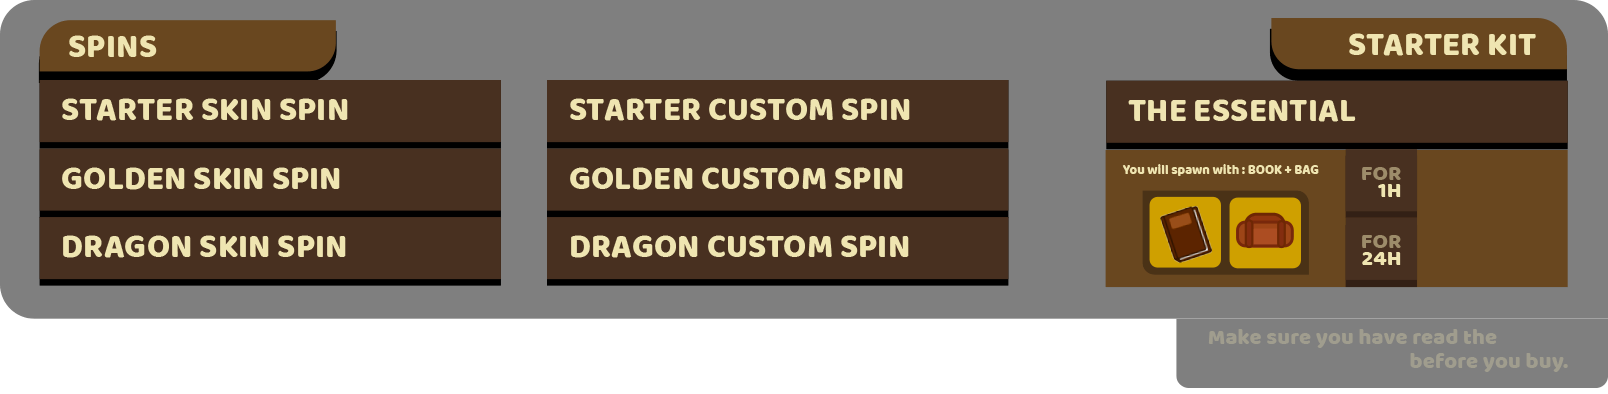 SPINS
STARTER SKIN SPIN
GOLDEN SKIN SPIN
DRAGON SKIN SPIN
STARTER CUSTOM SPIN
GOLDEN CUSTOM SPIN
DRAGON CUSTOM SPIN
STARTER KIT
THE ESSENTIAL
You will spawn with : BOOK + BAG
FOR
1H
FOR
24H
Make sure you have read the
before you buy.